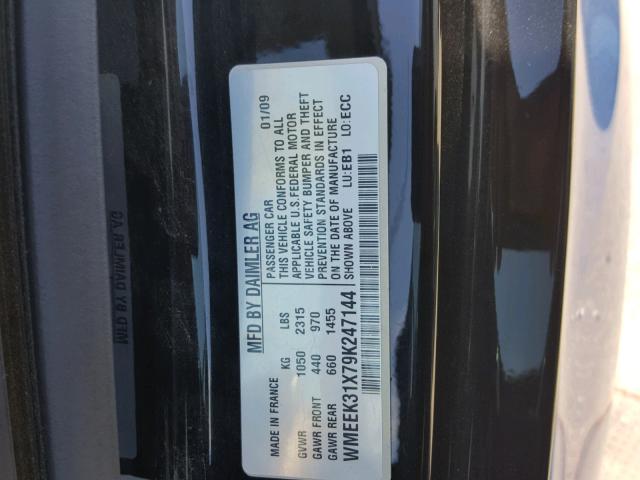 MFD BY DAIMLER AG
MADE IN FRANCE
KG LBS
GVWR 1050 2315
GAWR FRONT 440 970
GAWR REAR 660 1455
PASSENGER CAR 01/09
THIS VEHICLE CONFORMS TO ALL
APPLICABLE U.S. FEDERAL MOTOR
VEHICLE SAFETY BUMPER AND THEFT
PREVENTION STANDARDS IN EFFECT
ON THE DATE OF MANUFACTURE
SHOWN ABOVE LU:EB1 LO:ECC
WMEEK31X79K247144
MFD BY DAIMLER AG